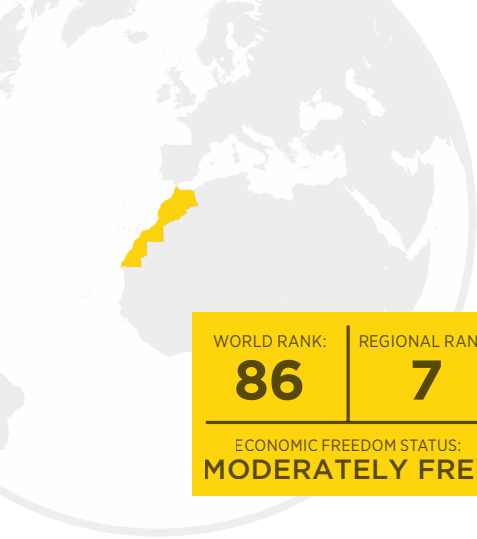 WORLD RANK:
86
REGIONAL RAN
7
ECONOMIC FREEDOM STATUS:
MODERATELY FRE